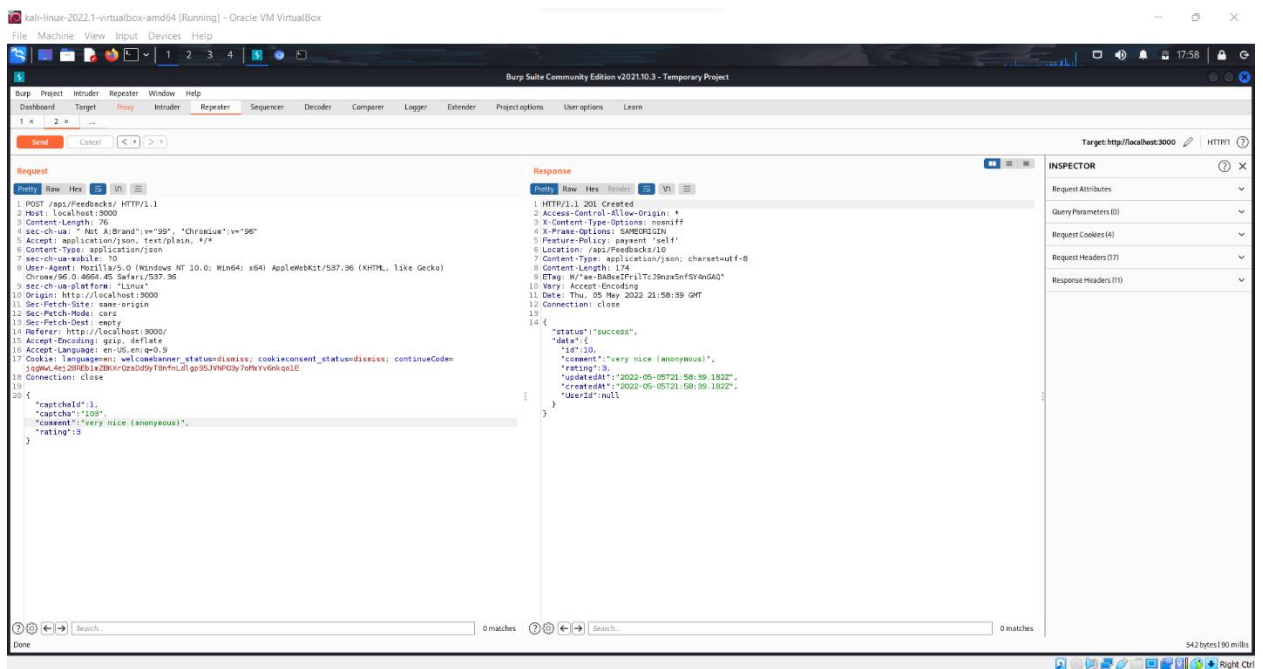 kali-linux-2022.1-virtualbox-amd64 [Running] - Oracle VM VirtualBox
File Machine View Input Devices Help
1 2 3 4
17:58
Burp Suite Community Edition v2021.10.3 - Temporary Project
Burp Project Intruder Repeater Window Help
Dashboard Target Proxy Intruder Repeater Sequencer Decoder Comparer Logger Extender Project options User options Learn
1 × 2 × ...
Send Cancel < > Target: http://localhost:3000 HTTP/1
Request
Pretty Raw Hex \n
1 POST /api/Feedbacks/ HTTP/1.1
2 Host: localhost:3000
3 Content-Length: 76
4 sec-ch-ua: " Not A;Brand";v="99", "Chromium";v="96"
5 Accept: application/json, text/plain, */*
6 Content-Type: application/json
7 sec-ch-ua-mobile: ?0
8 User-Agent: Mozilla/5.0 (Windows NT 10.0; Win64; x64) AppleWebKit/537.36 (KHTML, like Gecko)
Chrome/96.0.4664.45 Safari/537.36
9 sec-ch-ua-platform: "Linux"
10 Origin: http://localhost:3000
11 Sec-Fetch-Site: same-origin
12 Sec-Fetch-Mode: cors
13 Sec-Fetch-Dest: empty
14 Referer: http://localhost:3000/
15 Accept-Encoding: gzip, deflate
16 Accept-Language: en-US,en;q=0.9
17 Cookie: language=en; welcomebanner_status=dismiss; cookieconsent_status=dismiss; continueCode=
18 Connection: close
19
20 {
"captchaId":1,
"captcha":"109",
"comment":"very nice (anonymous)",
"rating":3
}
Response
Pretty Raw Hex Render \n
1 HTTP/1.1 201 Created
2 Access-Control-Allow-Origin: *
3 X-Content-Type-Options: nosniff
4 X-Frame-Options: SAMEORIGIN
5 Feature-Policy: payment 'self'
6 Location: /api/Feedbacks/10
7 Content-Type: application/json; charset=utf-8
8 Content-Length: 174
9 ETag:
10 Vary: Accept-Encoding
11 Date: Thu, 05 May 2022 21:58:39 GMT
12 Connection: close
13
14 {
"status":"success",
"data":{
"id":10,
"comment":"very nice (anonymous)",
"rating":3,
"updatedAt":"2022-05-05T21:58:39.182Z",
"createdAt":"2022-05-05T21:58:39.182Z",
"UserId":null
}
}
INSPECTOR
Request Attributes
Query Parameters (0)
Request Cookies (4)
Request Headers (17)
Response Headers (11)
Search... 0 matches
Search... 0 matches
Done
542 bytes | 90 millis
Right Ctrl